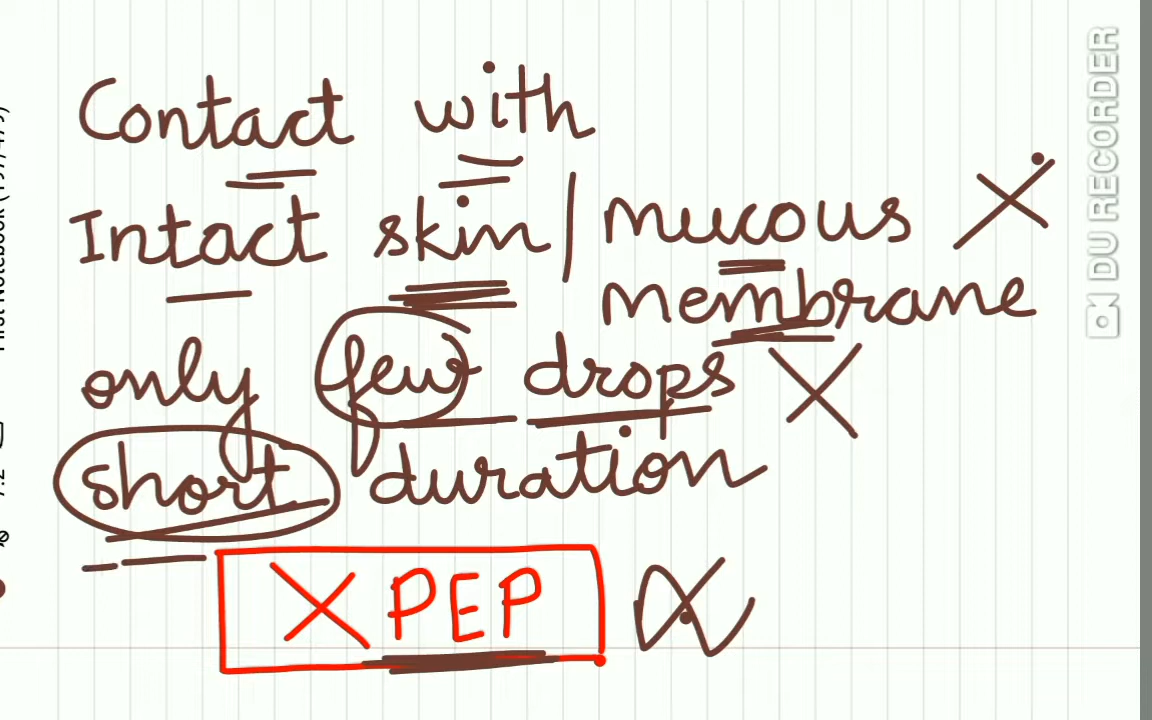 Contact with
Intact skin/mucous X
membrane
only few drops X
short duration
X PEP
DU RECORDER